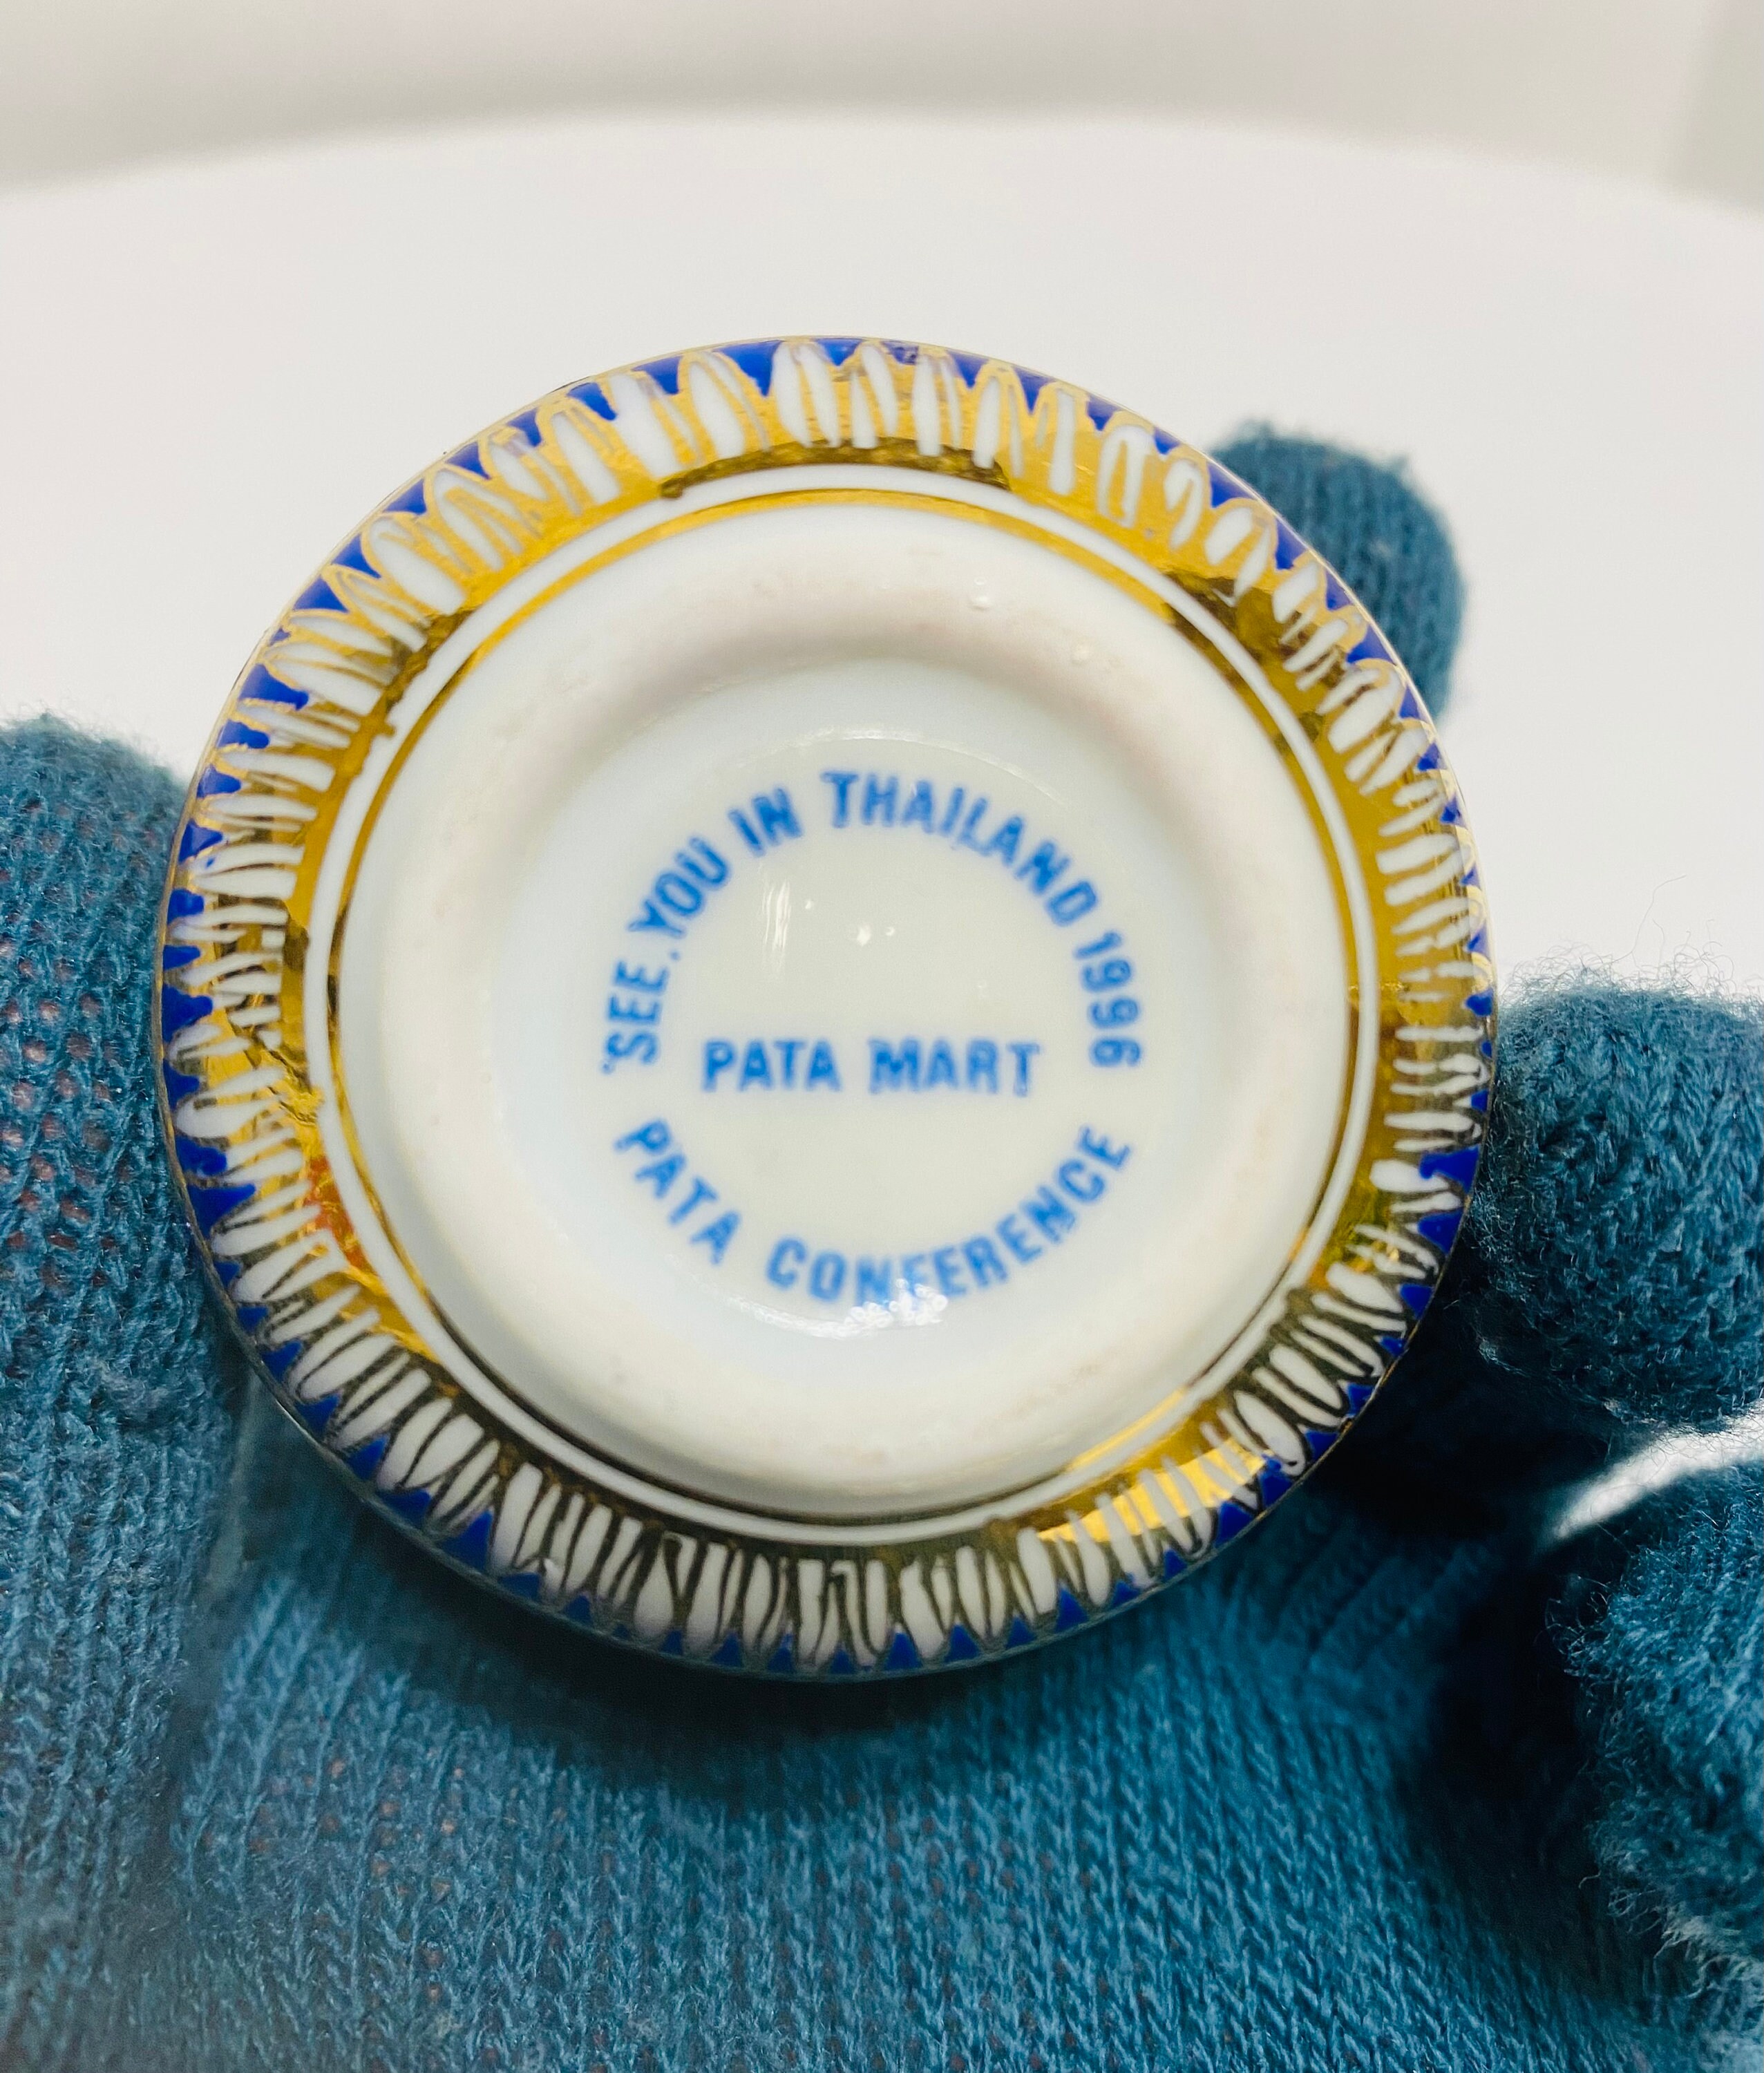 "SEE. YOU IN THAILAND 1996
PATA MART
PATA CONFERENCE